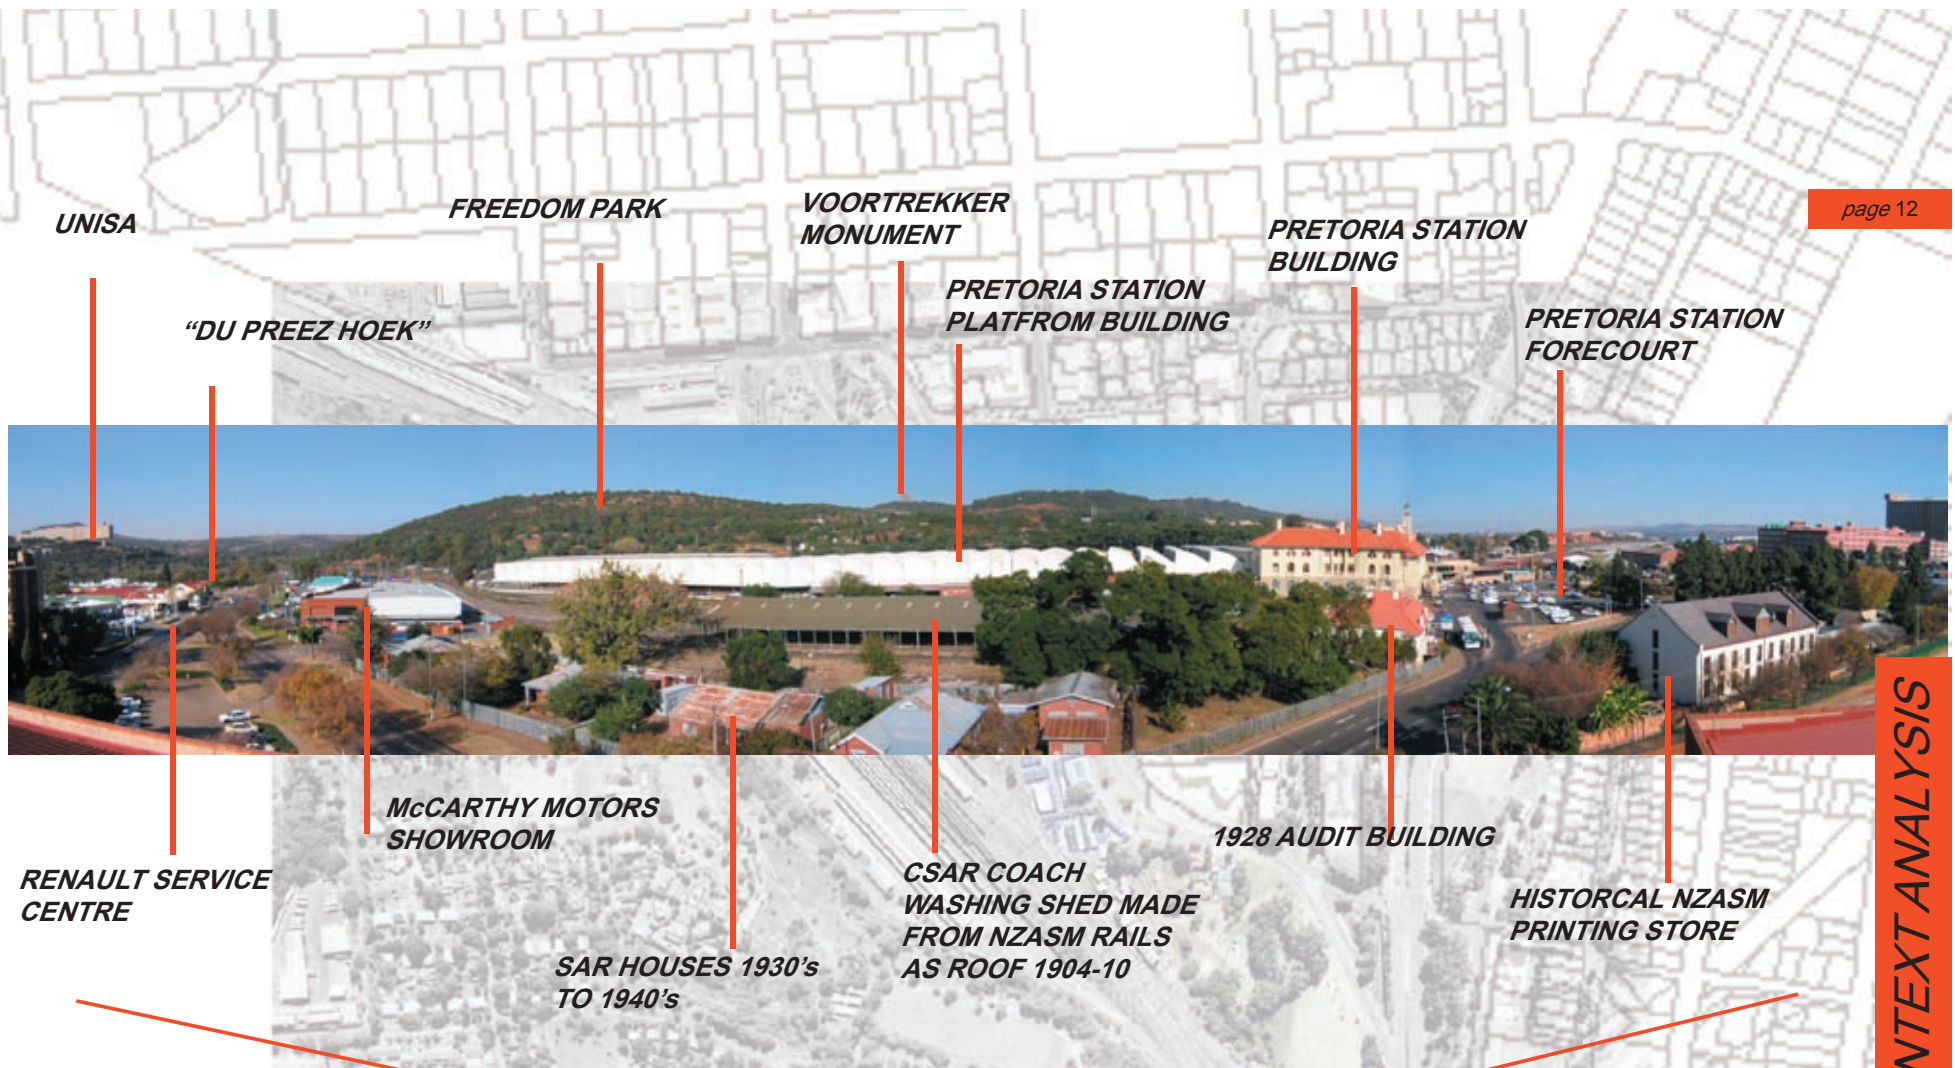 UNISA
FREEDOM PARK
VOORTREKKER
MONUMENT
page 12
PRETORIA STATION
BUILDING
PRETORIA STATION
PLATFROM BUILDING
“DU PREEZ HOEK”
PRETORIA STATION
FORECOURT
McCARTHY MOTORS
SHOWROOM
1928 AUDIT BUILDING
RENAULT SERVICE
CENTRE
CSAR COACH
WASHING SHED MADE
FROM NZASM RAILS
AS ROOF 1904-10
HISTORCAL NZASM
PRINTING STORE
SAR HOUSES 1930’s
TO 1940’s
NTEXT ANALYSIS